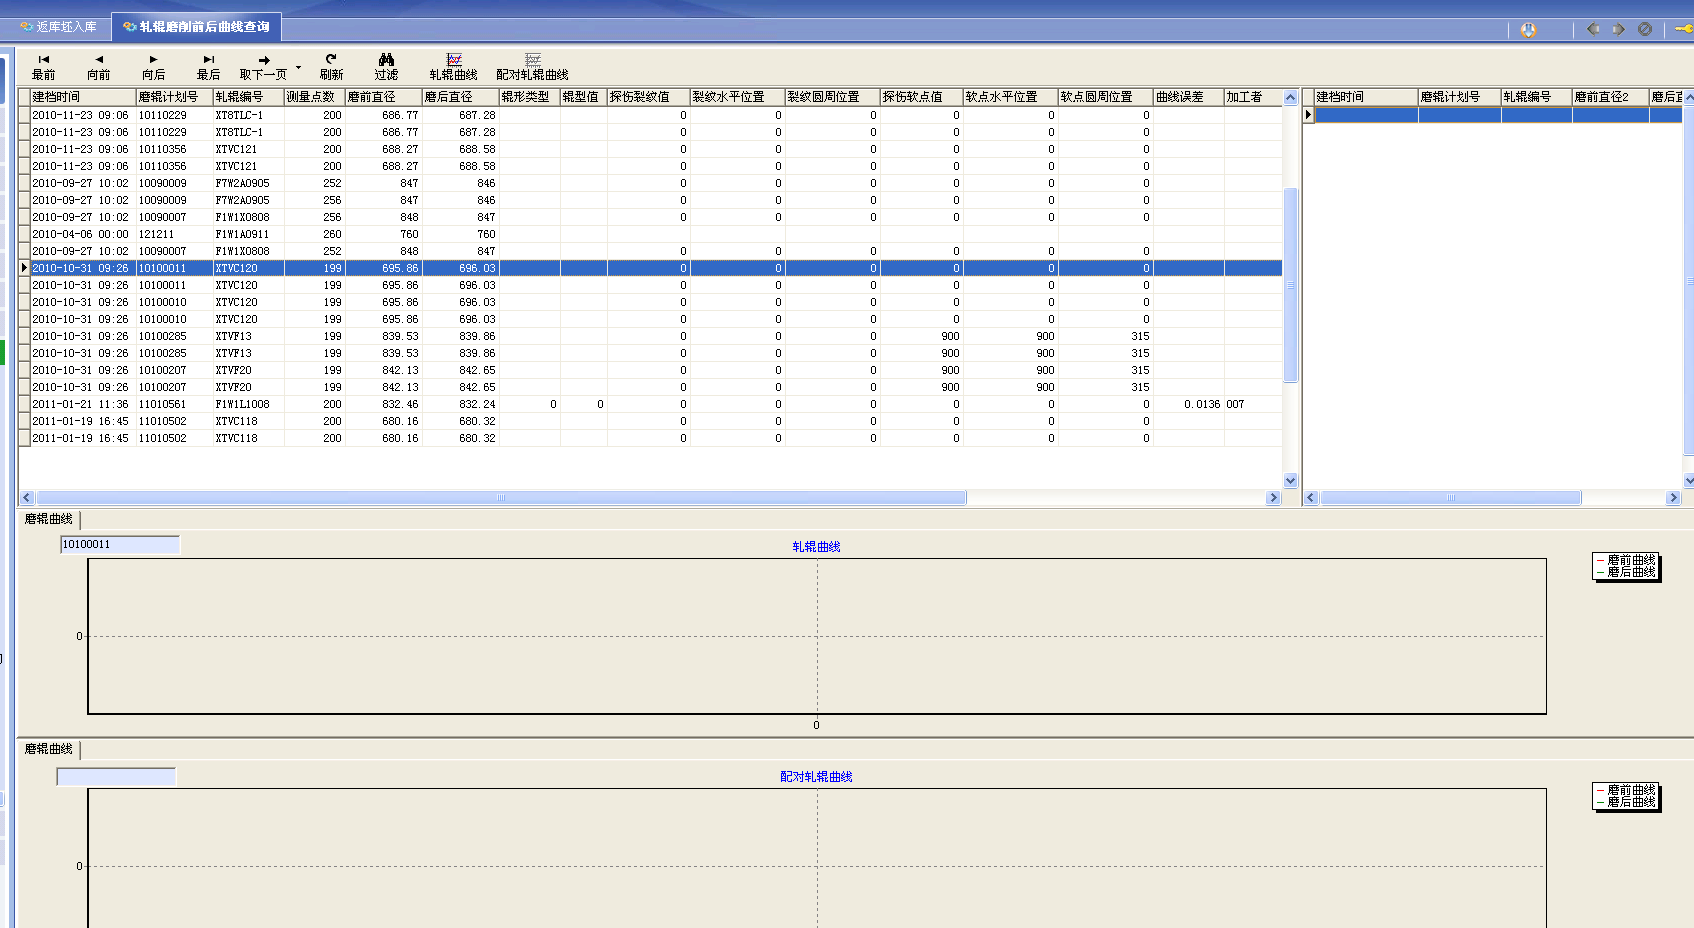 返库坯入库 轧辊磨削前后曲线查询
最前 向前 向后 最后 取下一页 刷新 过滤 轧辊曲线 配对轧辊曲线
建档时间 磨辊计划号 轧辊编号 测量点数 磨前直径 磨后直径 辊形类型 辊型值 探伤裂纹值 裂纹水平位置 裂纹圆周位置 探伤软点值 软点水平位置 软点圆周位置 曲线误差 加工者 建档时间 磨辊计划号 轧辊编号 磨前直径2
2010-11-23 09:06 10110229 XT8TLC-1 200 686.77 687.28 0 0 0 0 0 0
2010-11-23 09:06 10110229 XT8TLC-1 200 686.77 687.28 0 0 0 0 0 0
2010-11-23 09:06 10110356 XTVC121 200 688.27 688.58 0 0 0 0 0 0
2010-11-23 09:06 10110356 XTVC121 200 688.27 688.58 0 0 0 0 0 0
2010-09-27 10:02 10090009 F7W2A0905 252 847 846 0 0 0 0 0 0
2010-09-27 10:02 10090009 F7W2A0905 256 847 846 0 0 0 0 0 0
2010-09-27 10:02 10090007 F1W1X0808 256 848 847 0 0 0 0 0 0
2010-04-06 00:00 121211 F1W1A0911 260 760 760
2010-09-27 10:02 10090007 F1W1X0808 252 848 847 0 0 0 0 0 0
2010-10-31 09:26 10100011 XTVC120 199 695.86 696.03 0 0 0 0 0 0
2010-10-31 09:26 10100011 XTVC120 199 695.86 696.03 0 0 0 0 0 0
2010-10-31 09:26 10100010 XTVC120 199 695.86 696.03 0 0 0 0 0 0
2010-10-31 09:26 10100010 XTVC120 199 695.86 696.03 0 0 0 0 0 0
2010-10-31 09:26 10100285 XTVF13 199 839.53 839.86 0 0 0 900 900 315
2010-10-31 09:26 10100285 XTVF13 199 839.53 839.86 0 0 0 900 900 315
2010-10-31 09:26 10100207 XTVF20 199 842.13 842.65 0 0 0 900 900 315
2010-10-31 09:26 10100207 XTVF20 199 842.13 842.65 0 0 0 900 900 315
2011-01-21 11:36 11010561 F1W1L1008 200 832.46 832.24 0 0 0 0 0 0 0 0 0.0136 007
2011-01-19 16:45 11010502 XTVC118 200 680.16 680.32 0 0 0 0 0 0
2011-01-19 16:45 11010502 XTVC118 200 680.16 680.32 0 0 0 0 0 0
磨辊曲线
10100011
轧辊曲线
磨前曲线
磨后曲线
0
0
磨辊曲线
配对轧辊曲线
磨前曲线
磨后曲线
0